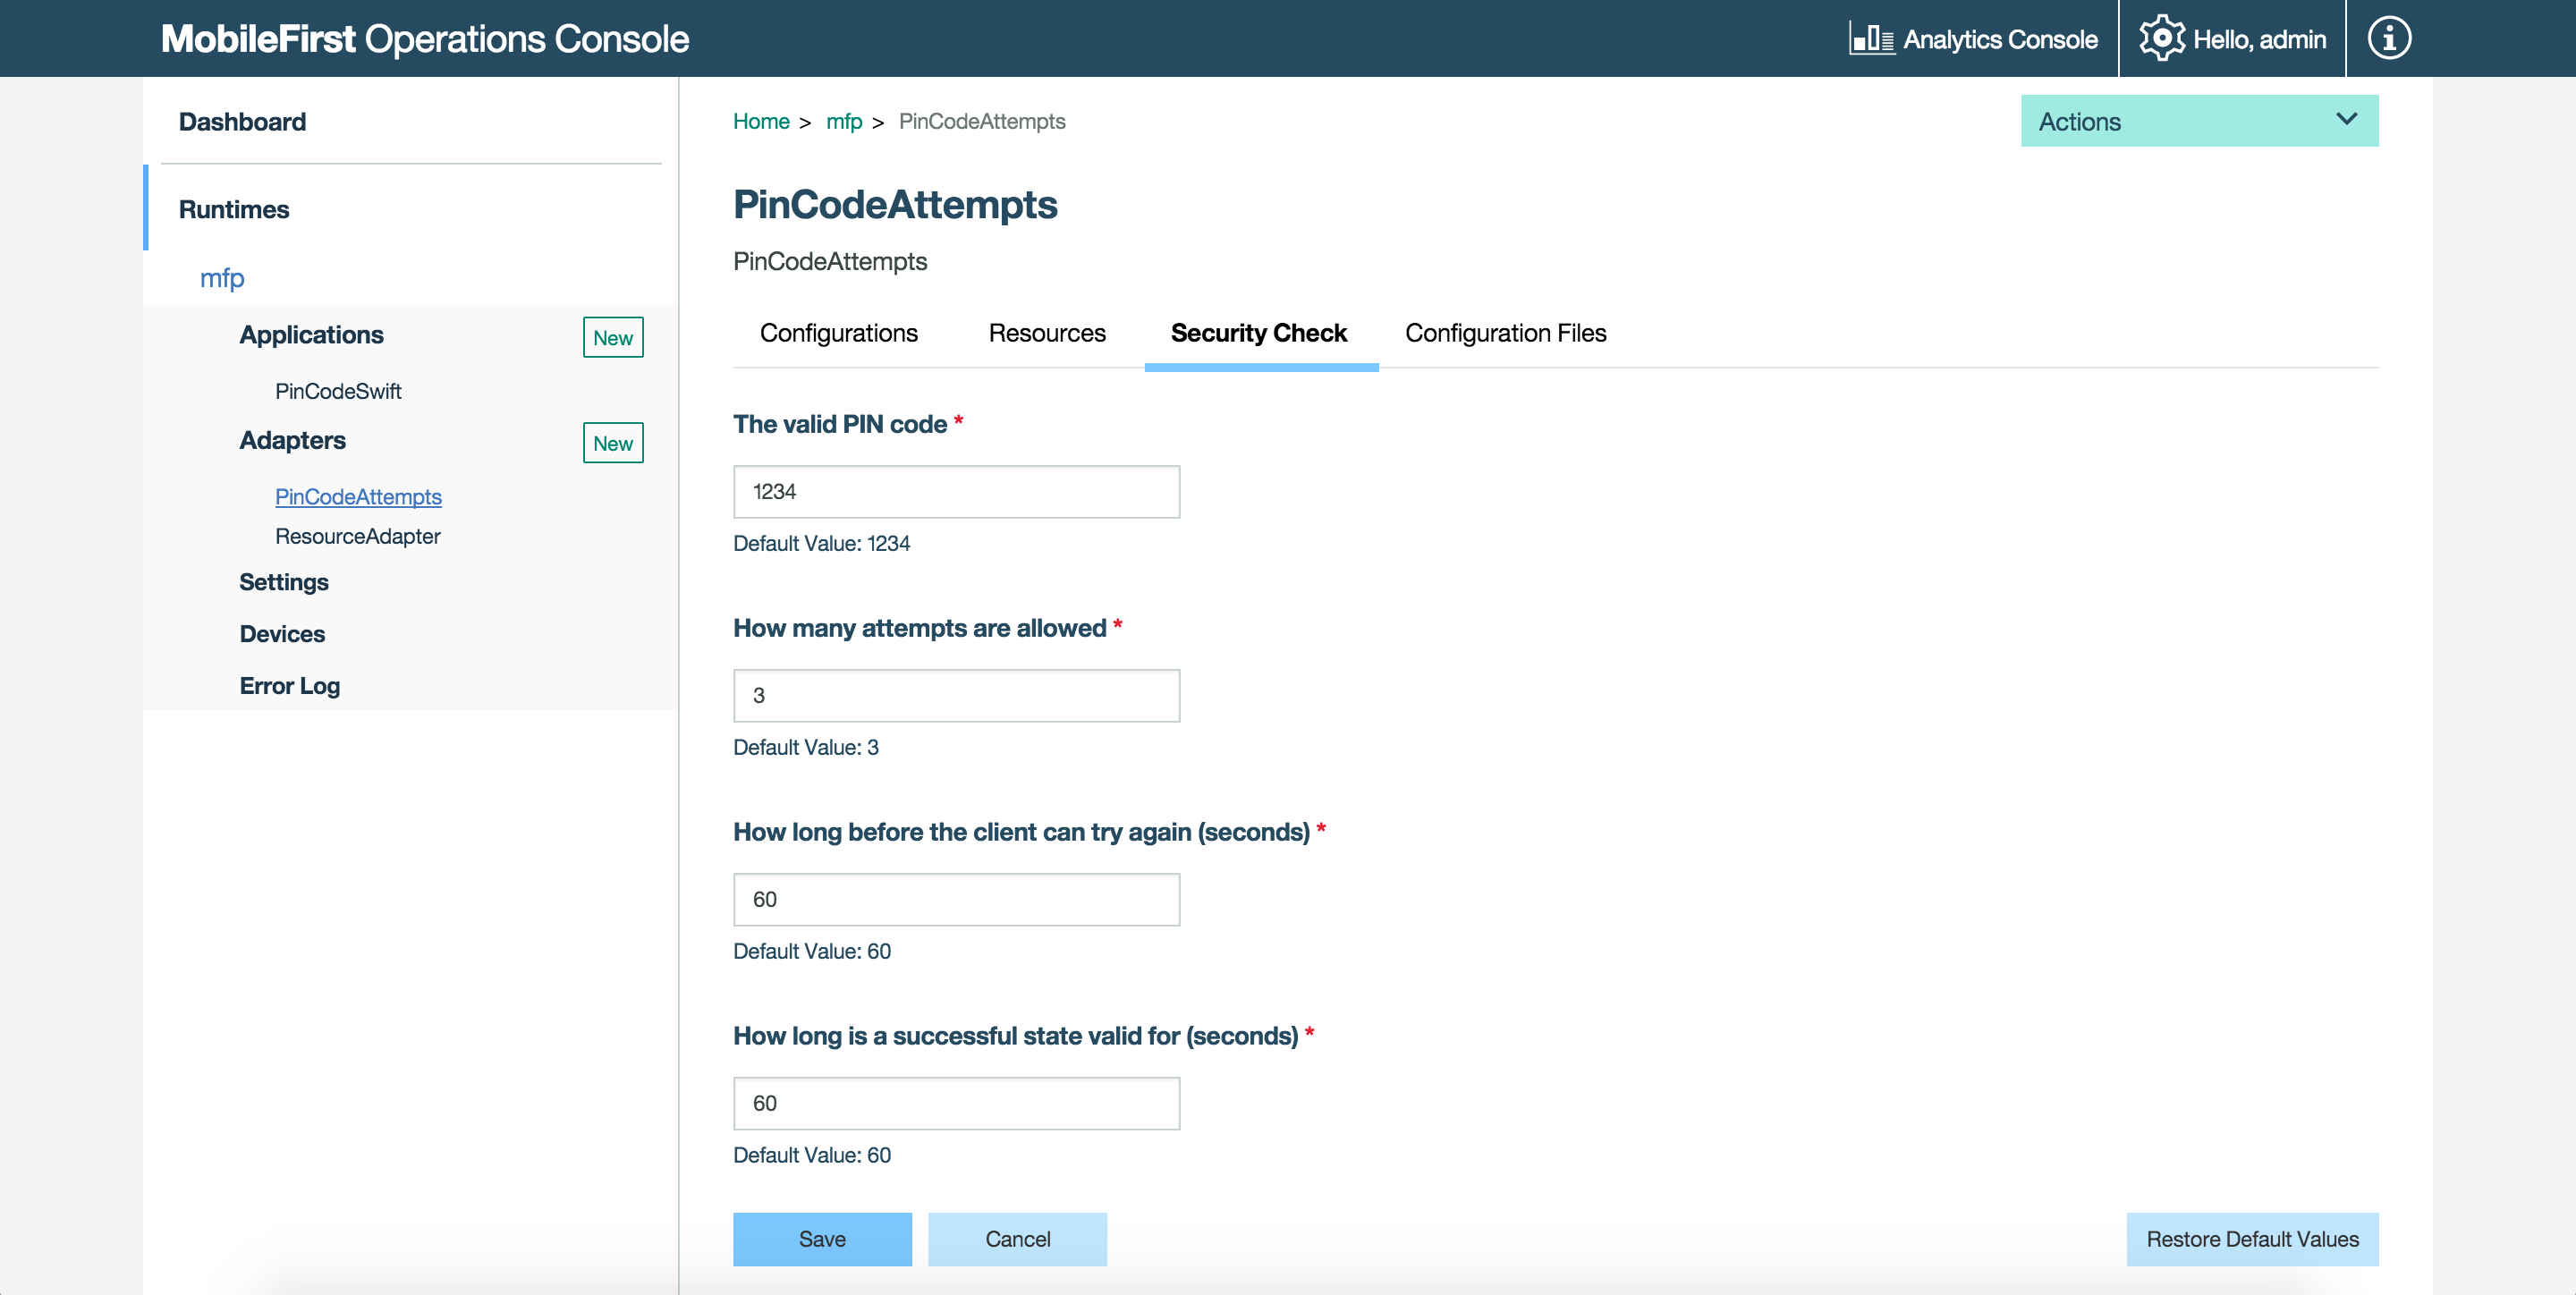 MobileFirst Operations Console
Analytics Console
Hello, admin
Dashboard
Runtimes
mfp
Applications
New
PinCodeSwift
Adapters
New
PinCodeAttempts
ResourceAdapter
Settings
Devices
Error Log
Home > mfp > PinCodeAttempts
Actions
PinCodeAttempts
PinCodeAttempts
Configurations
Resources
Security Check
Configuration Files
The valid PIN code *
1234
Default Value: 1234
How many attempts are allowed *
3
Default Value: 3
How long before the client can try again (seconds) *
60
Default Value: 60
How long is a successful state valid for (seconds) *
60
Default Value: 60
Save
Cancel
Restore Default Values